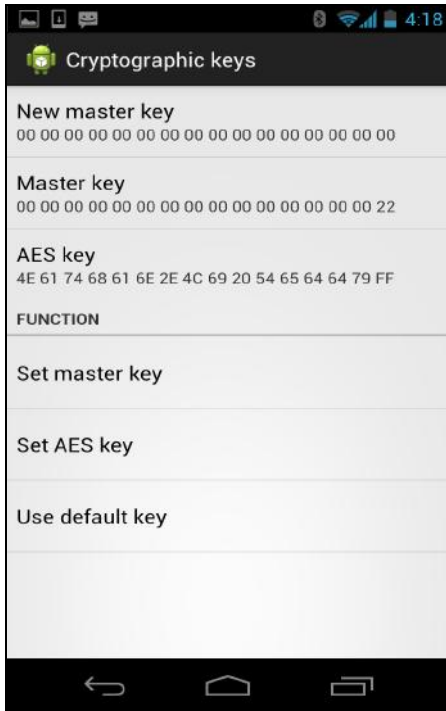 4:18
Cryptographic keys
New master key
00 00 00 00 00 00 00 00 00 00 00 00 00 00 00 00
Master key
00 00 00 00 00 00 00 00 00 00 00 00 00 00 00 22
AES key
4E 61 74 68 61 6E 2E 4C 69 20 54 65 64 64 79 FF
FUNCTION
Set master key
Set AES key
Use default key